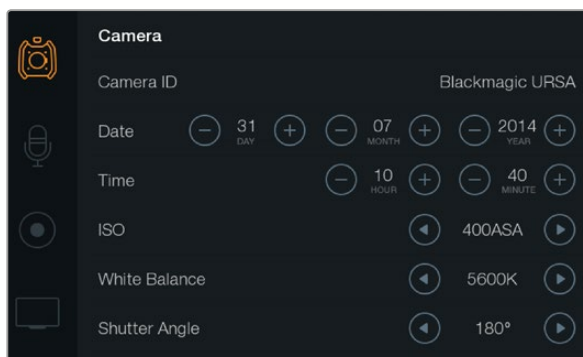 Camera
Camera ID Blackmagic URSA
Date 31 DAY 07 MONTH 2014 YEAR
Time 10 HOUR 40 MINUTE
ISO 400ASA
White Balance 5600K
Shutter Angle 180°